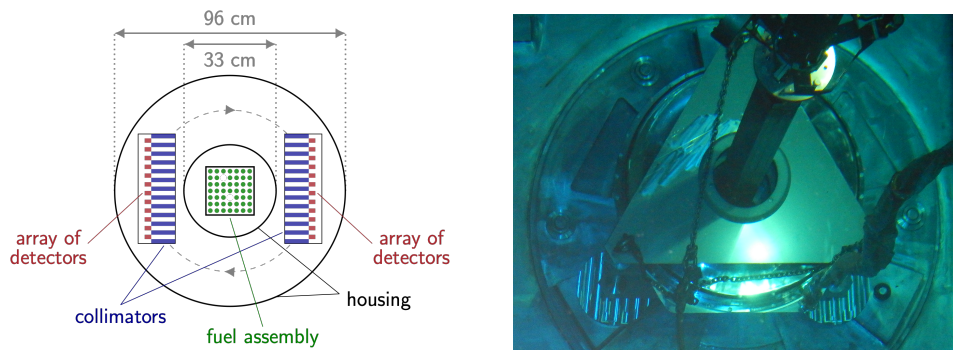 96 cm
33 cm
array of
detectors
array of
detectors
housing
collimators
fuel assembly